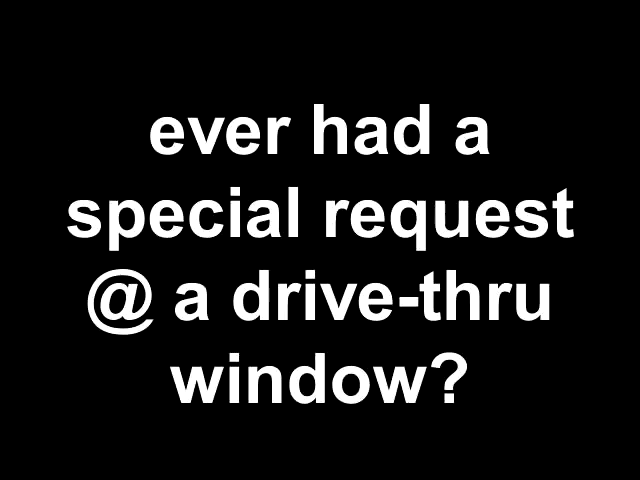 ever had a
special request
@ a drive-thru
window?